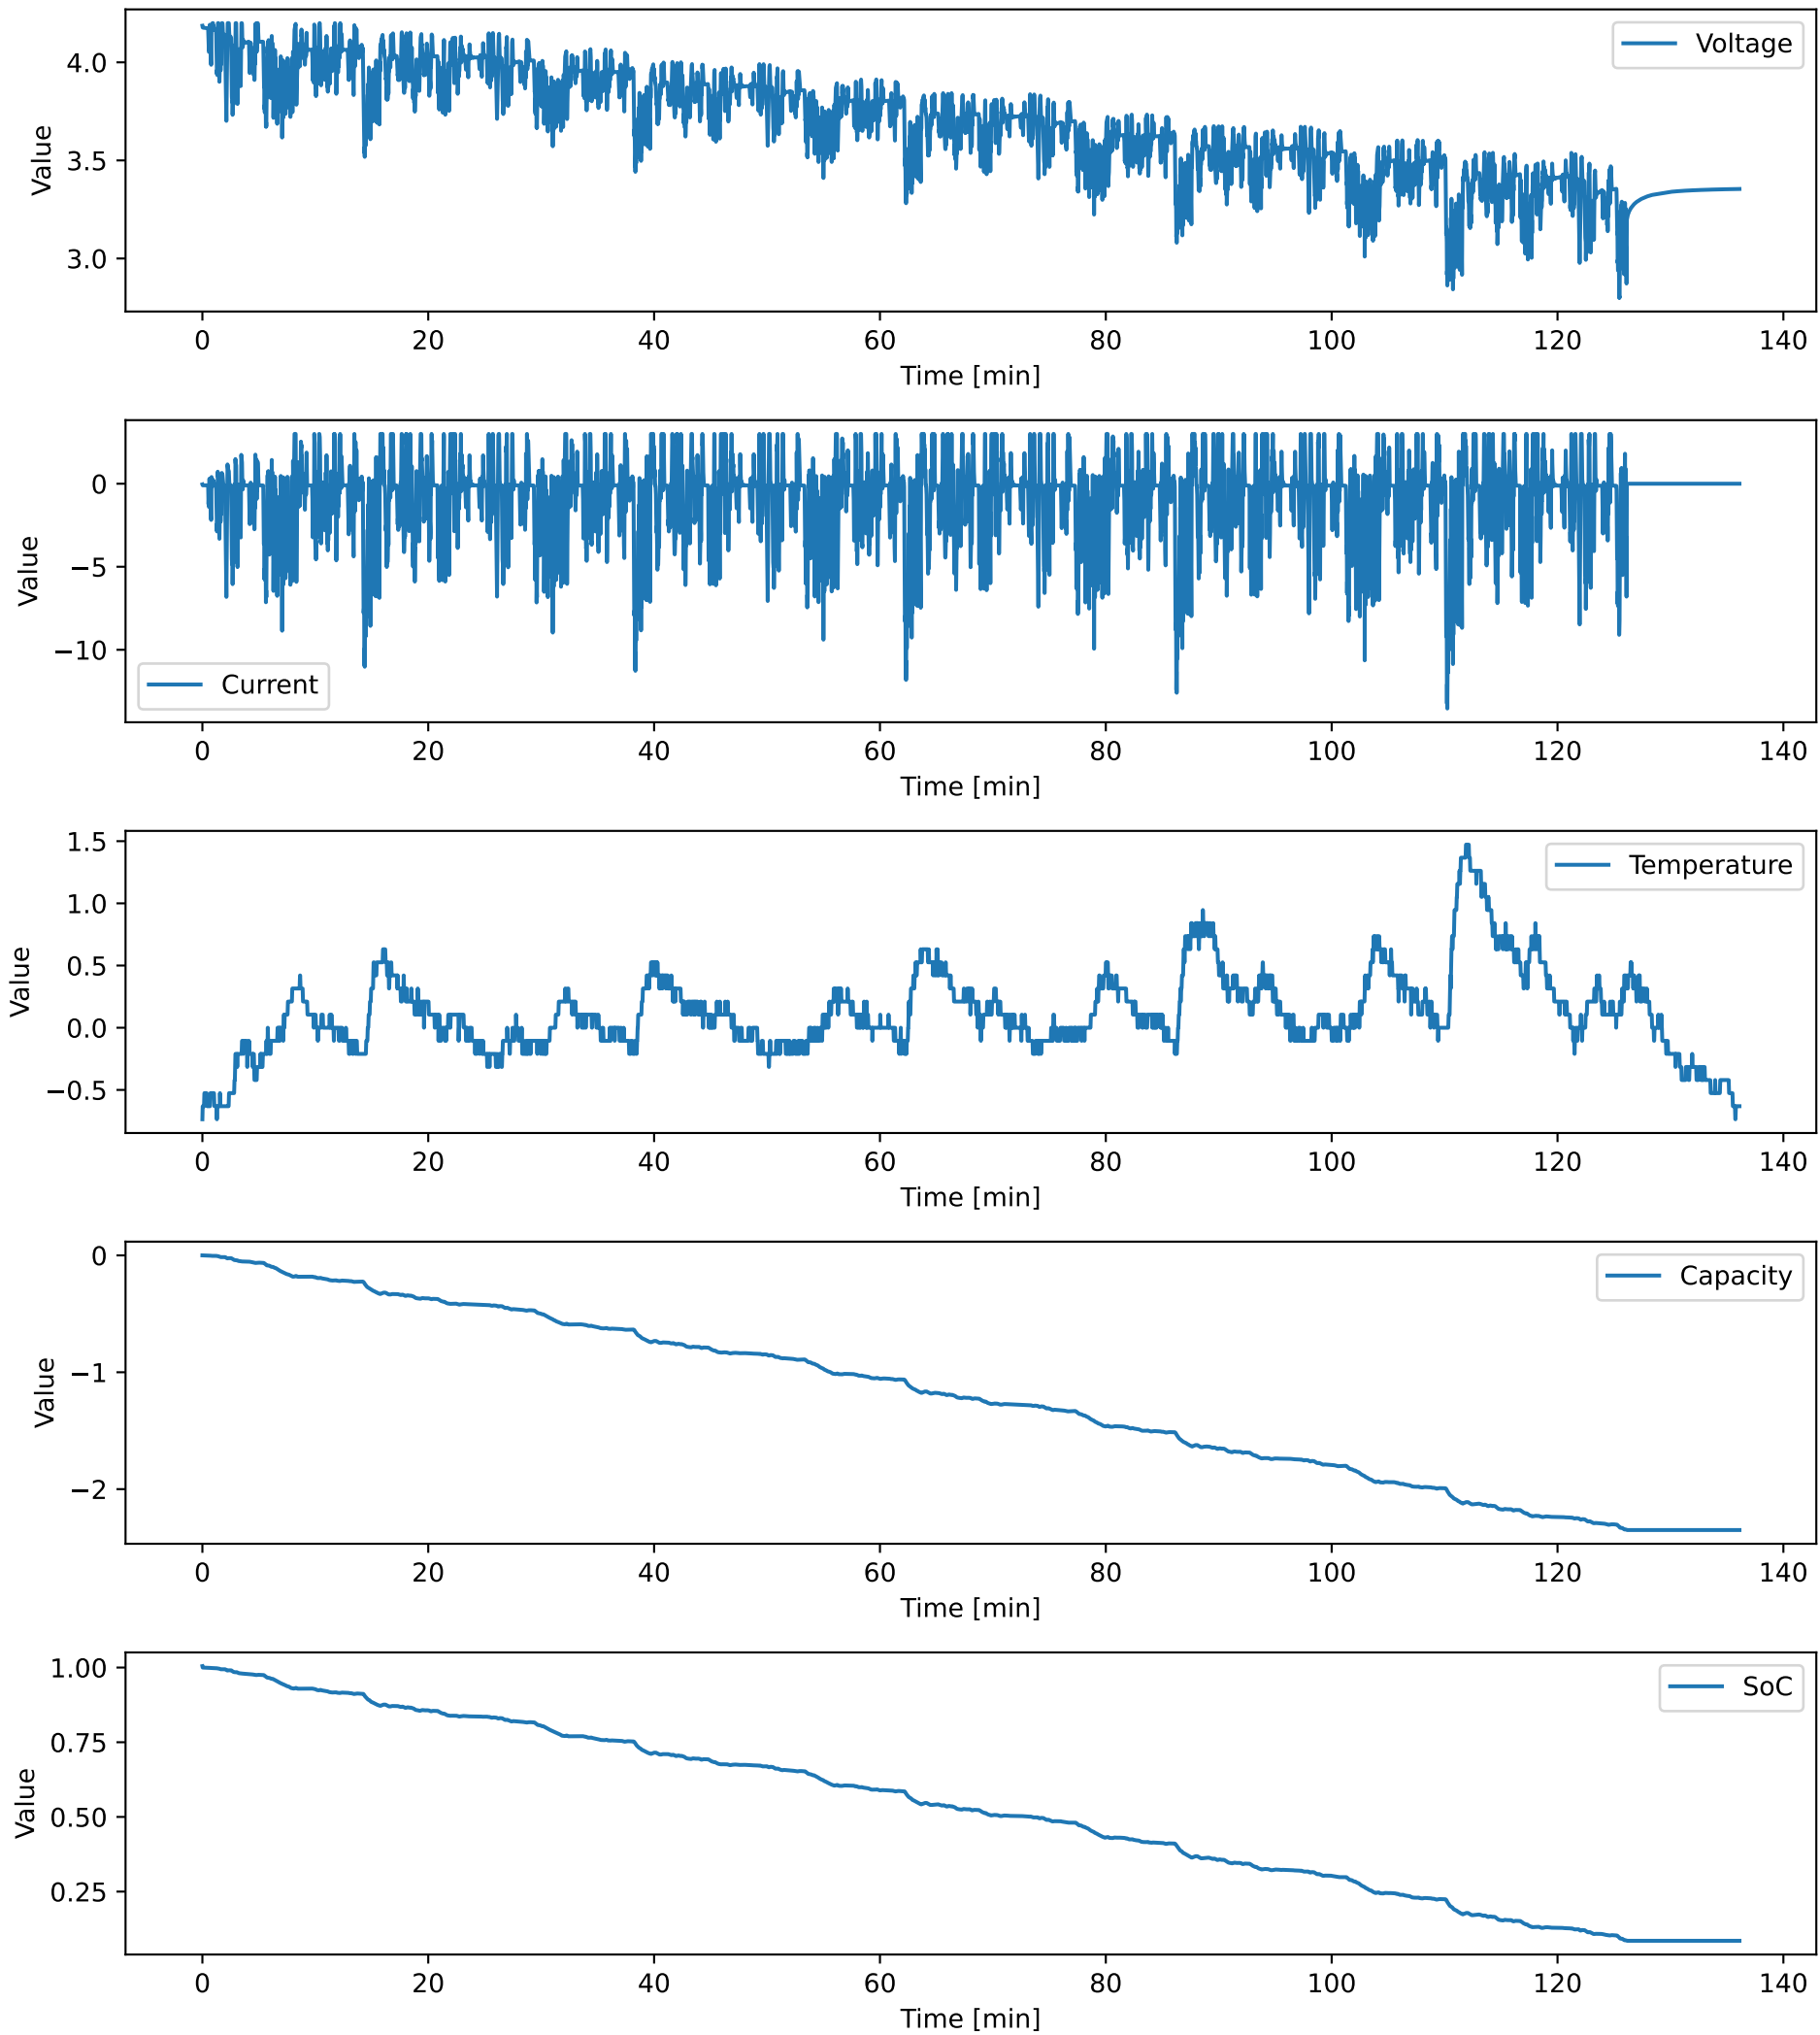 Voltage
4.0
3.5
3.0
Value
0 20 40 60 80 100 120 140
Time [min]
0
−5
−10
Value
Current
0 20 40 60 80 100 120 140
Time [min]
1.5
1.0
0.5
0.0
−0.5
Value
Temperature
0 20 40 60 80 100 120 140
Time [min]
0
−1
−2
Value
Capacity
0 20 40 60 80 100 120 140
Time [min]
1.00
0.75
0.50
0.25
Value
SoC
0 20 40 60 80 100 120 140
Time [min]